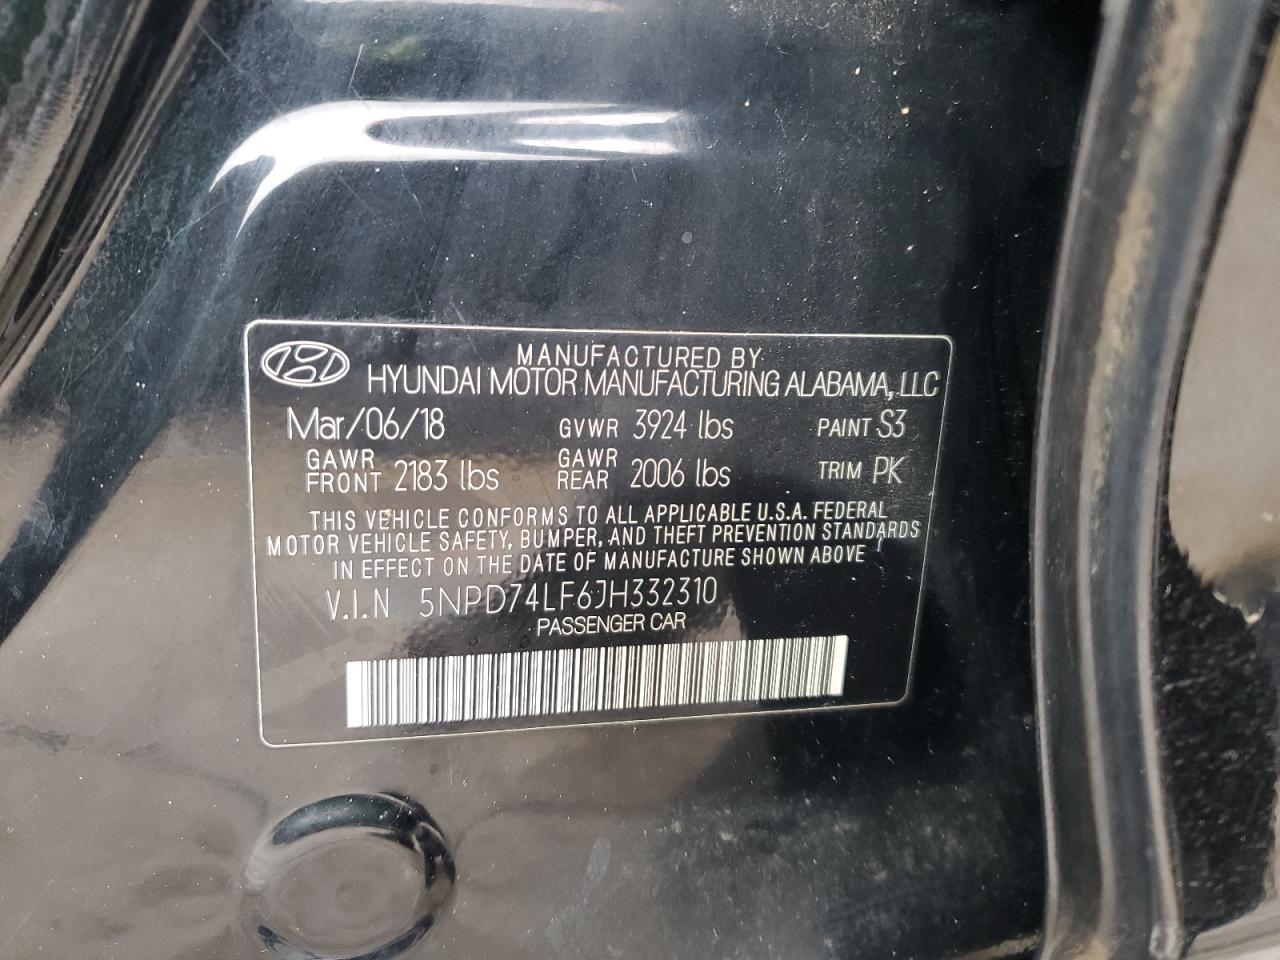 MANUFACTURED BY
HYUNDAI MOTOR MANUFACTURING ALABAMA, LLC
Mar/06/18 GVWR 3924 lbs PAINT S3
GAWR FRONT 2183 lbs GAWR REAR 2006 lbs TRIM PK
THIS VEHICLE CONFORMS TO ALL APPLICABLE U.S.A. FEDERAL
MOTOR VEHICLE SAFETY, BUMPER, AND THEFT PREVENTION STANDARDS
IN EFFECT ON THE DATE OF MANUFACTURE SHOWN ABOVE
V.I.N 5NPD74LF6JH332310
PASSENGER CAR